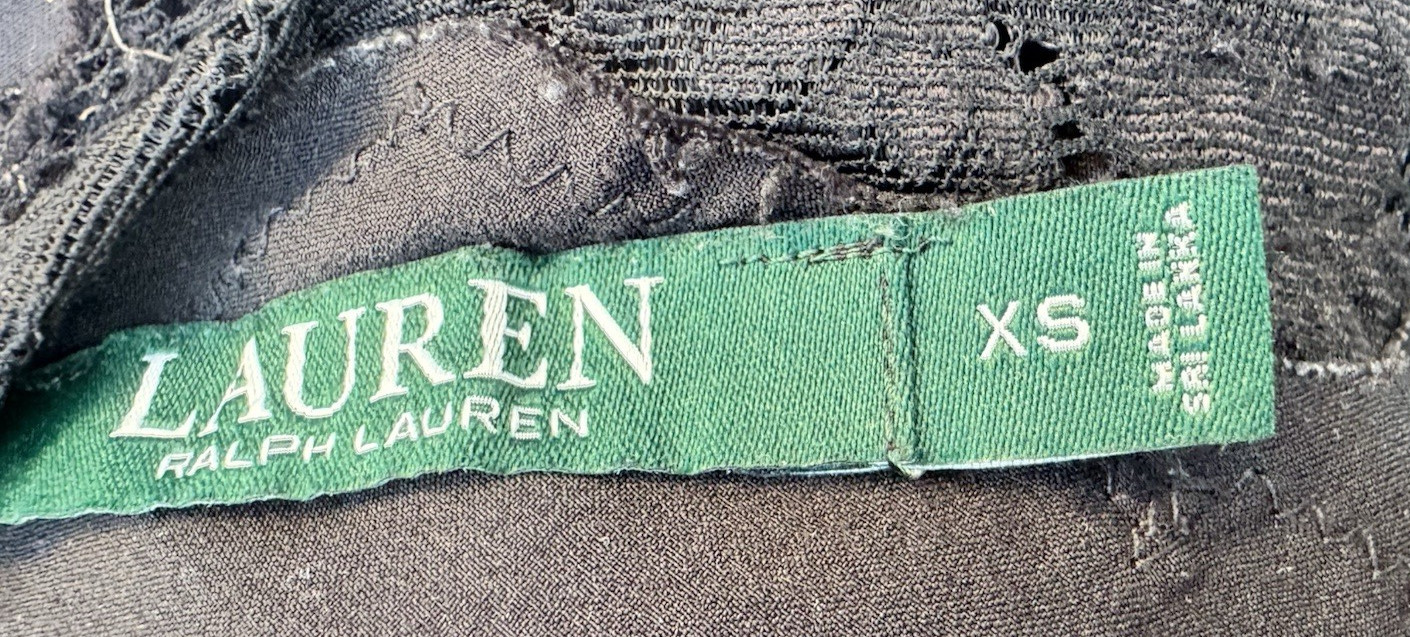 LAUREN
RALPH LAUREN
XS
MADE IN
SRI LANKA